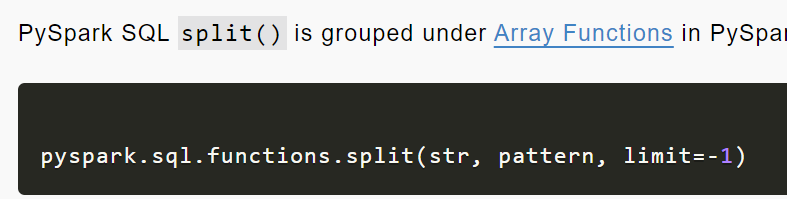 PySpark SQL split() is grouped under Array Functions in PySpar
pyspark.sql.functions.split(str, pattern, limit=-1)